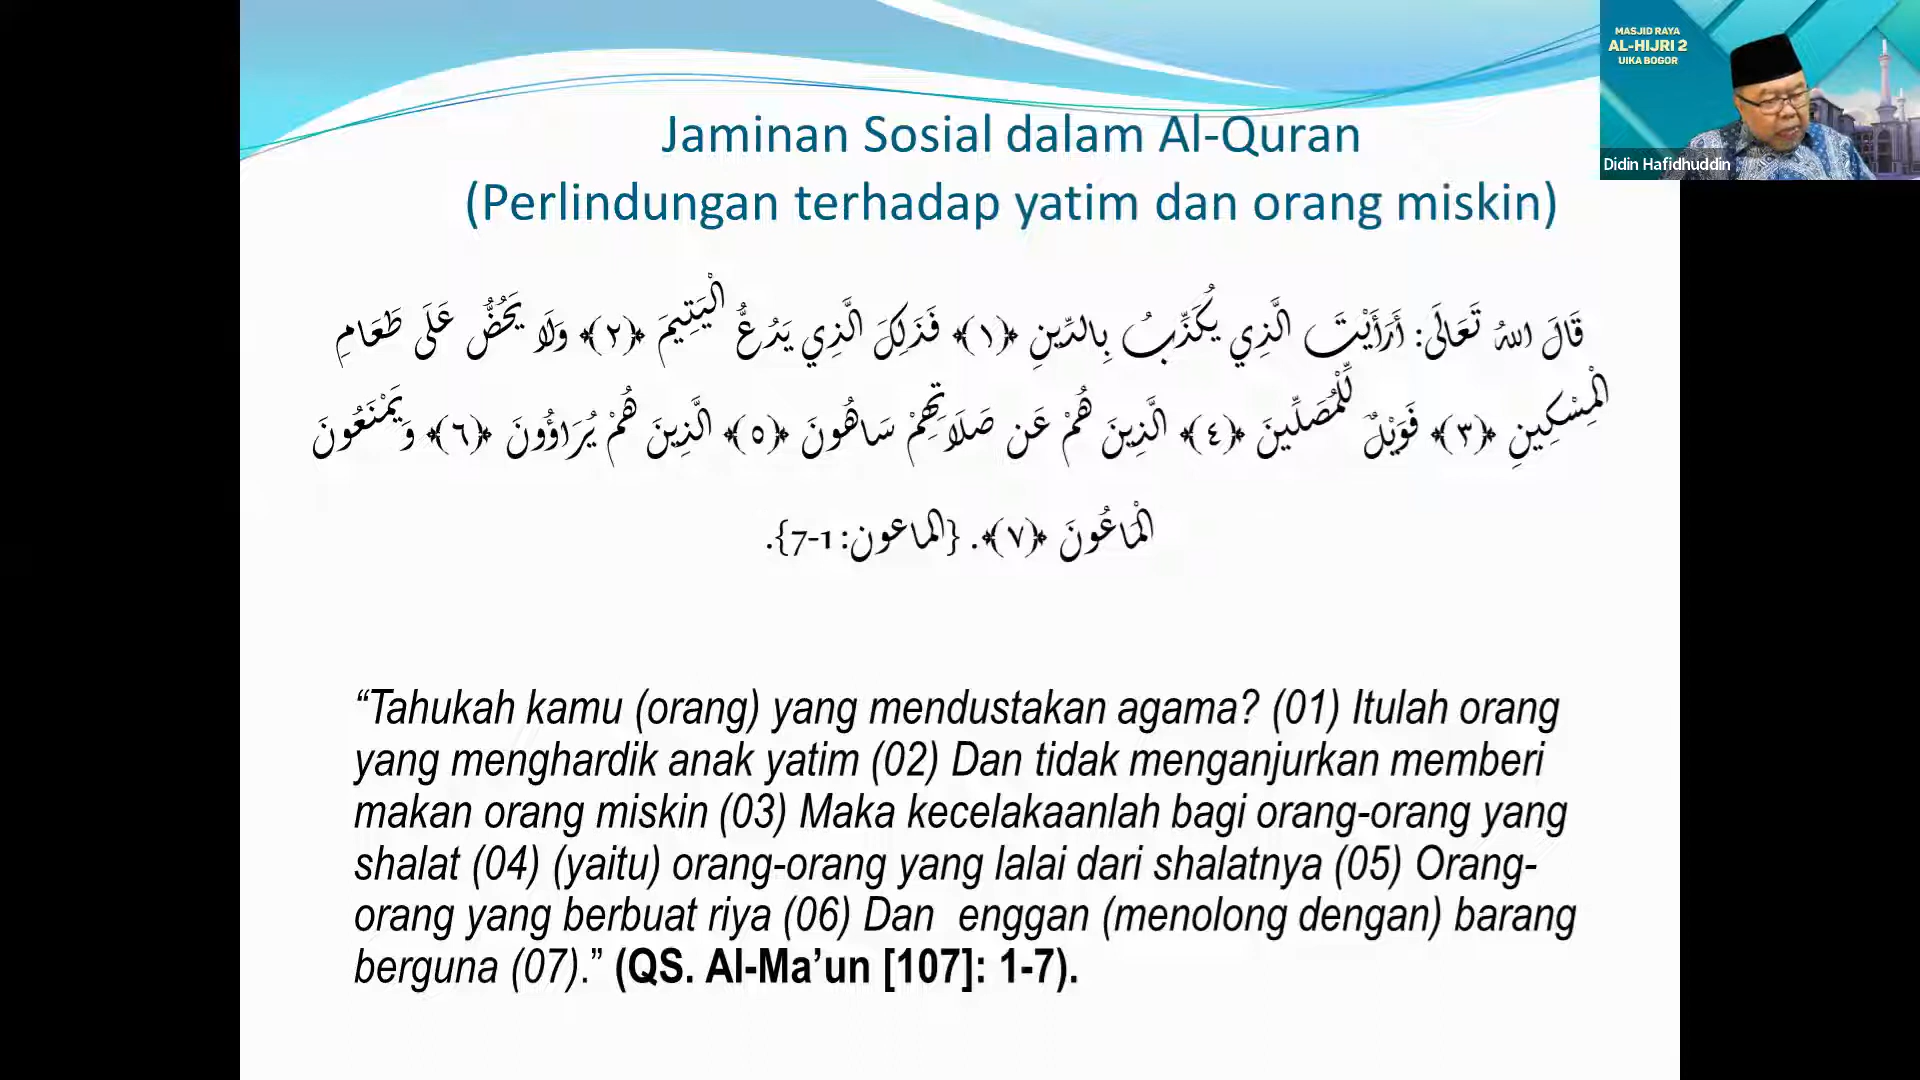 Jaminan Sosial dalam Al-Quran
(Perlindungan terhadap yatim dan orang miskin)
قَالَ اللهُ تَعَالَى: أَرَأَيْتَ الَّذِي يُكَذِّبُ بِالدِّينِ ﴿١﴾ فَذَلِكَ الَّذِي يَدُعُّ الْيَتِيمَ ﴿٢﴾ وَلَا يَحُضُّ عَلَى طَعَامِ
الْمِسْكِينِ ﴿٣﴾ فَوَيْلٌ لِّلْمُصَلِّينَ ﴿٤﴾ الَّذِينَ هُمْ عَن صَلَاتِهِمْ سَاهُونَ ﴿٥﴾ الَّذِينَ هُمْ يُرَاؤُونَ ﴿٦﴾ وَيَمْنَعُونَ
الْمَاعُونَ ﴿٧﴾. {الماعون: 1-7}.
“Tahukah kamu (orang) yang mendustakan agama? (01) Itulah orang
yang menghardik anak yatim (02) Dan tidak menganjurkan memberi
makan orang miskin (03) Maka kecelakaanlah bagi orang-orang yang
shalat (04) (yaitu) orang-orang yang lalai dari shalatnya (05) Orang-
orang yang berbuat riya (06) Dan  enggan (menolong dengan) barang
berguna (07).” (QS. Al-Ma’un [107]: 1-7).
MASJID RAYA
AL-HIJRI 2
UIKA BOGOR
Didin Hafidhuddin